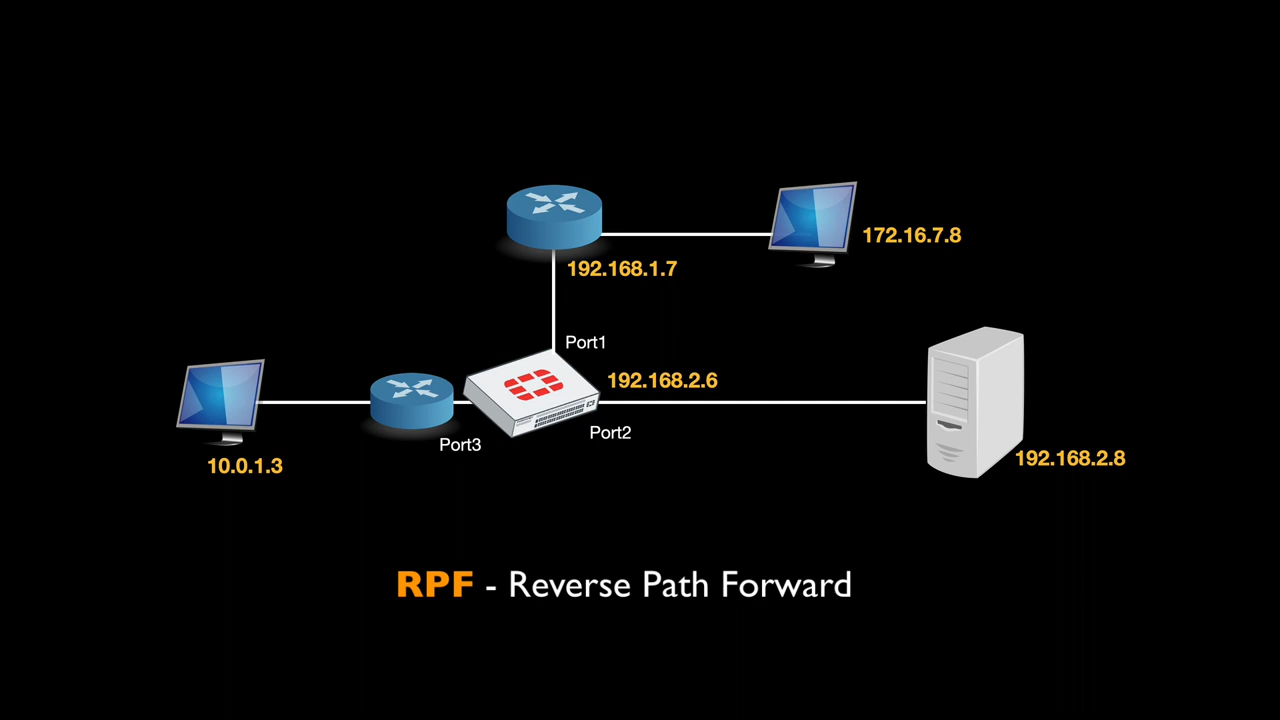 172.16.7.8
192.168.1.7
Port1
192.168.2.6
Port2
Port3
10.0.1.3
192.168.2.8
RPF - Reverse Path Forward